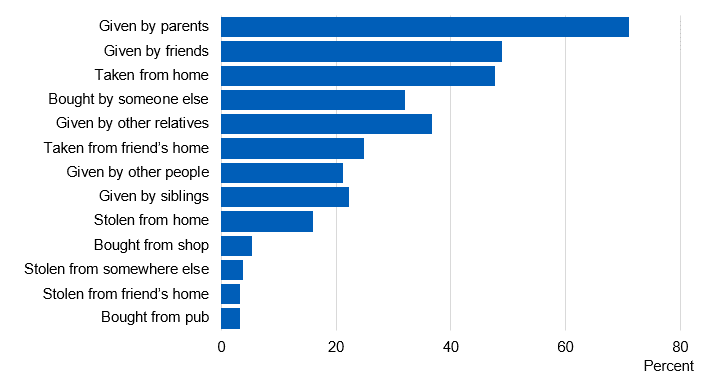 Given by parents
Given by friends
Taken from home
Bought by someone else
Given by other relatives
Taken from friend’s home
Given by other people
Given by siblings
Stolen from home
Bought from shop
Stolen from somewhere else
Stolen from friend’s home
Bought from pub
0 20 40 60 80
Percent